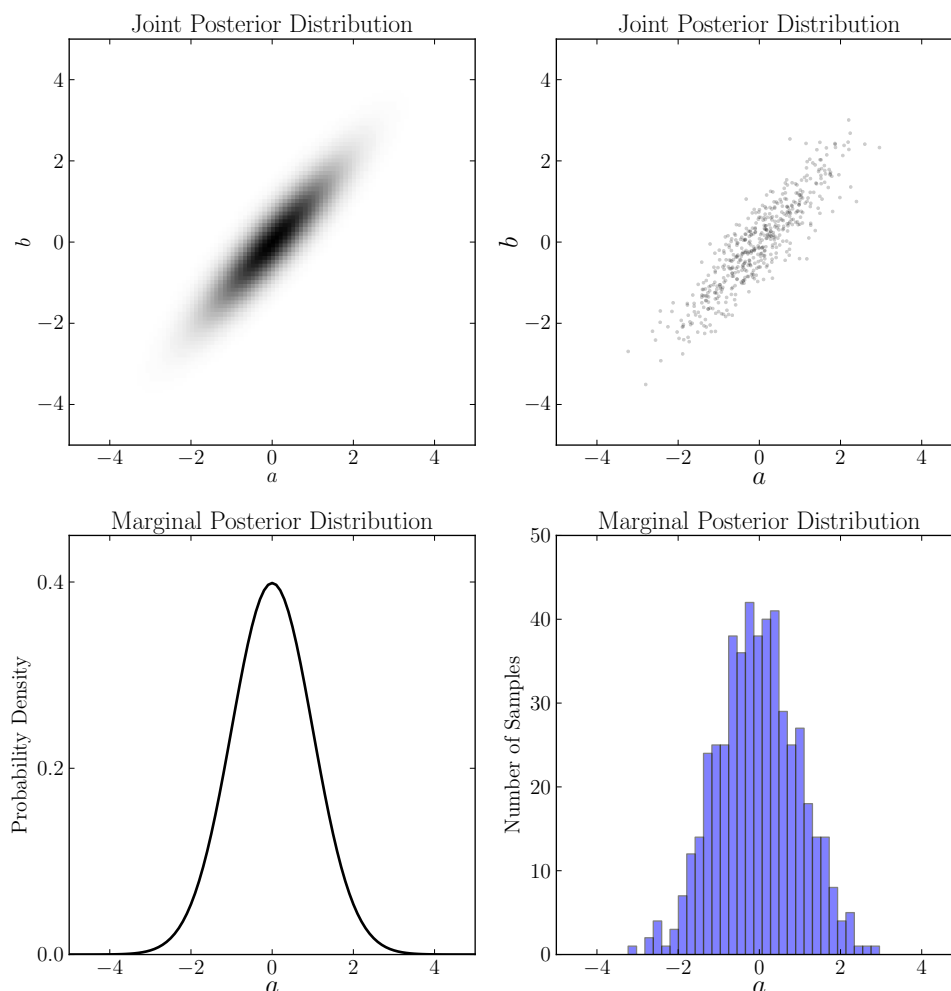 Joint Posterior Distribution
b
4
2
0
−2
−4
−4 −2 0 2 4
a
Joint Posterior Distribution
b
4
2
0
−2
−4
−4 −2 0 2 4
a
Marginal Posterior Distribution
Probability Density
0.4
0.2
0.0
−4 −2 0 2 4
a
Marginal Posterior Distribution
Number of Samples
50
40
30
20
10
0
−4 −2 0 2 4
a